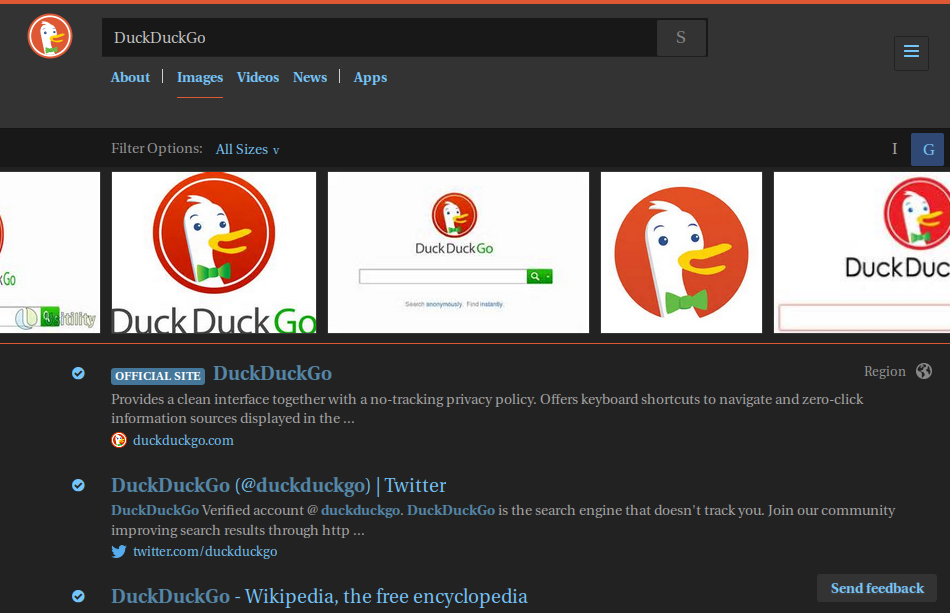 DuckDuckGo
S
About | Images Videos News | Apps
Filter Options: All Sizes v
I
G
kGo
DuckDuckGo
DuckDuckGo
Search anonymously. Find instantly.
DuckDuc
OFFICIAL SITE DuckDuckGo
Region
Provides a clean interface together with a no-tracking privacy policy. Offers keyboard shortcuts to navigate and zero-click
information sources displayed in the ...
duckduckgo.com
DuckDuckGo (@duckduckgo) | Twitter
DuckDuckGo Verified account @ duckduckgo. DuckDuckGo is the search engine that doesn't track you. Join our community
improving search results through http ...
twitter.com/duckduckgo
DuckDuckGo - Wikipedia, the free encyclopedia
Send feedback